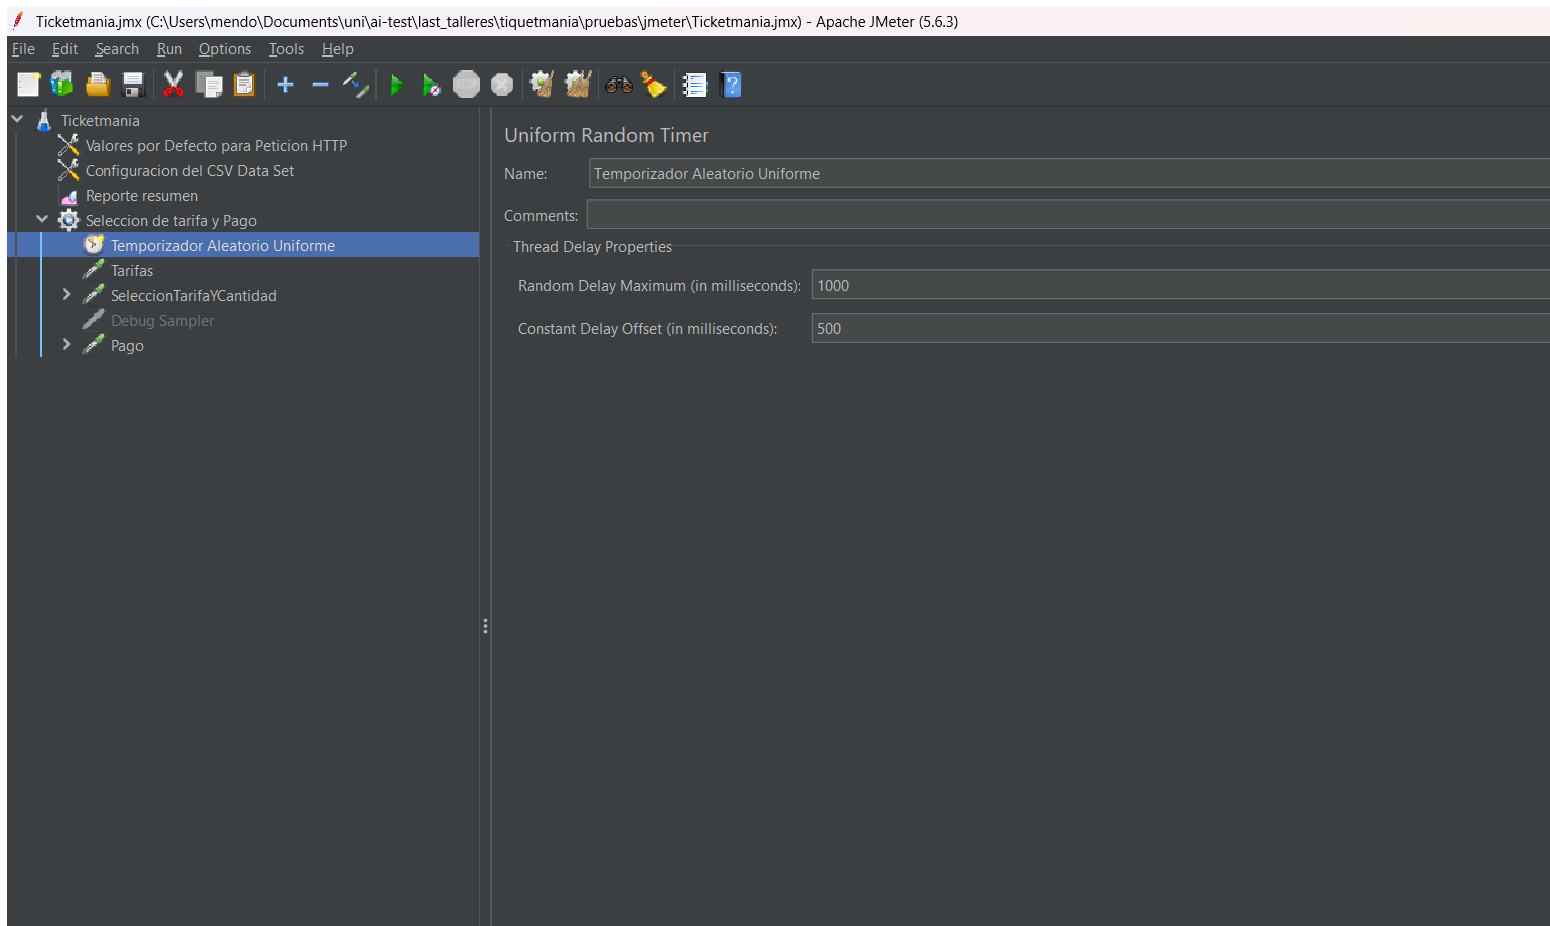 Ticketmania.jmx (C:\Users\mendo\Documents\uni\ai-test\last_talleres\tiquetmania\pruebas\jmeter\Ticketmania.jmx) - Apache JMeter (5.6.3)
File Edit Search Run Options Tools Help
STOP
Ticketmania
Valores por Defecto para Peticion HTTP
Configuracion del CSV Data Set
Reporte resumen
Seleccion de tarifa y Pago
Temporizador Aleatorio Uniforme
Tarifas
SeleccionTarifaYCantidad
Debug Sampler
Pago
Uniform Random Timer
Name: Temporizador Aleatorio Uniforme
Comments:
Thread Delay Properties
Random Delay Maximum (in milliseconds): 1000
Constant Delay Offset (in milliseconds): 500